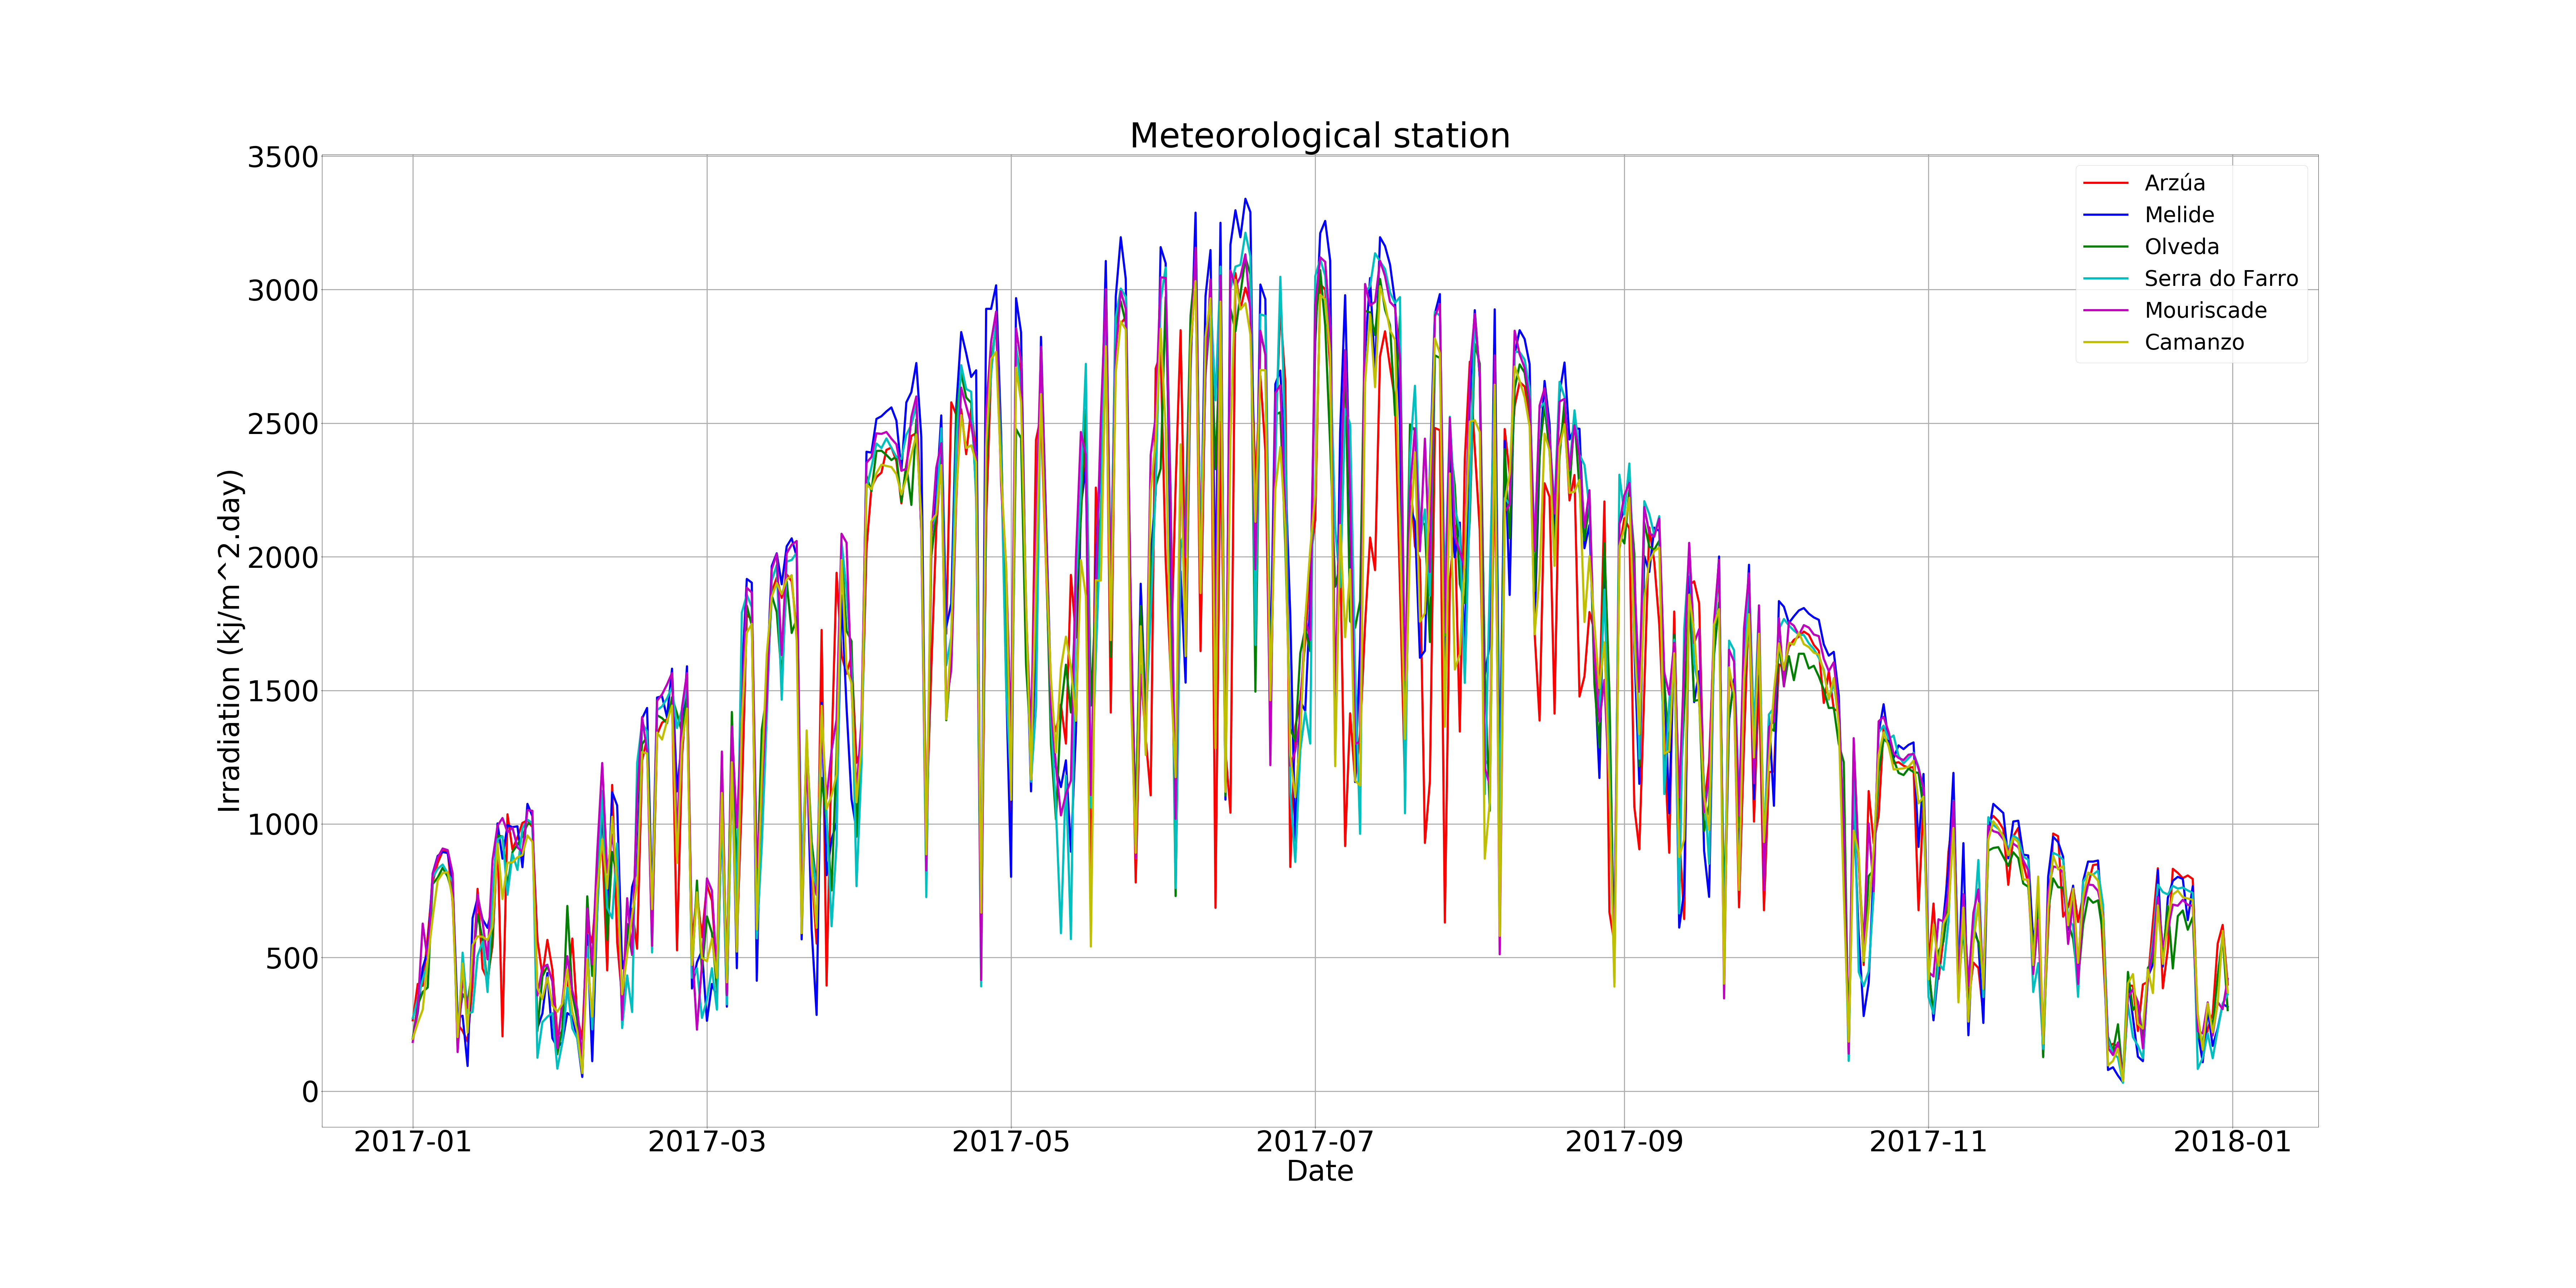 Meteorological station
3500
3000
2500
2000
1500
1000
500
0
Irradiation (kj/m^2.day)
Arzúa
Melide
Olveda
Serra do Farro
Mouriscade
Camanzo
2017-01
2017-03
2017-05
2017-07
2017-09
2017-11
2018-01
Date